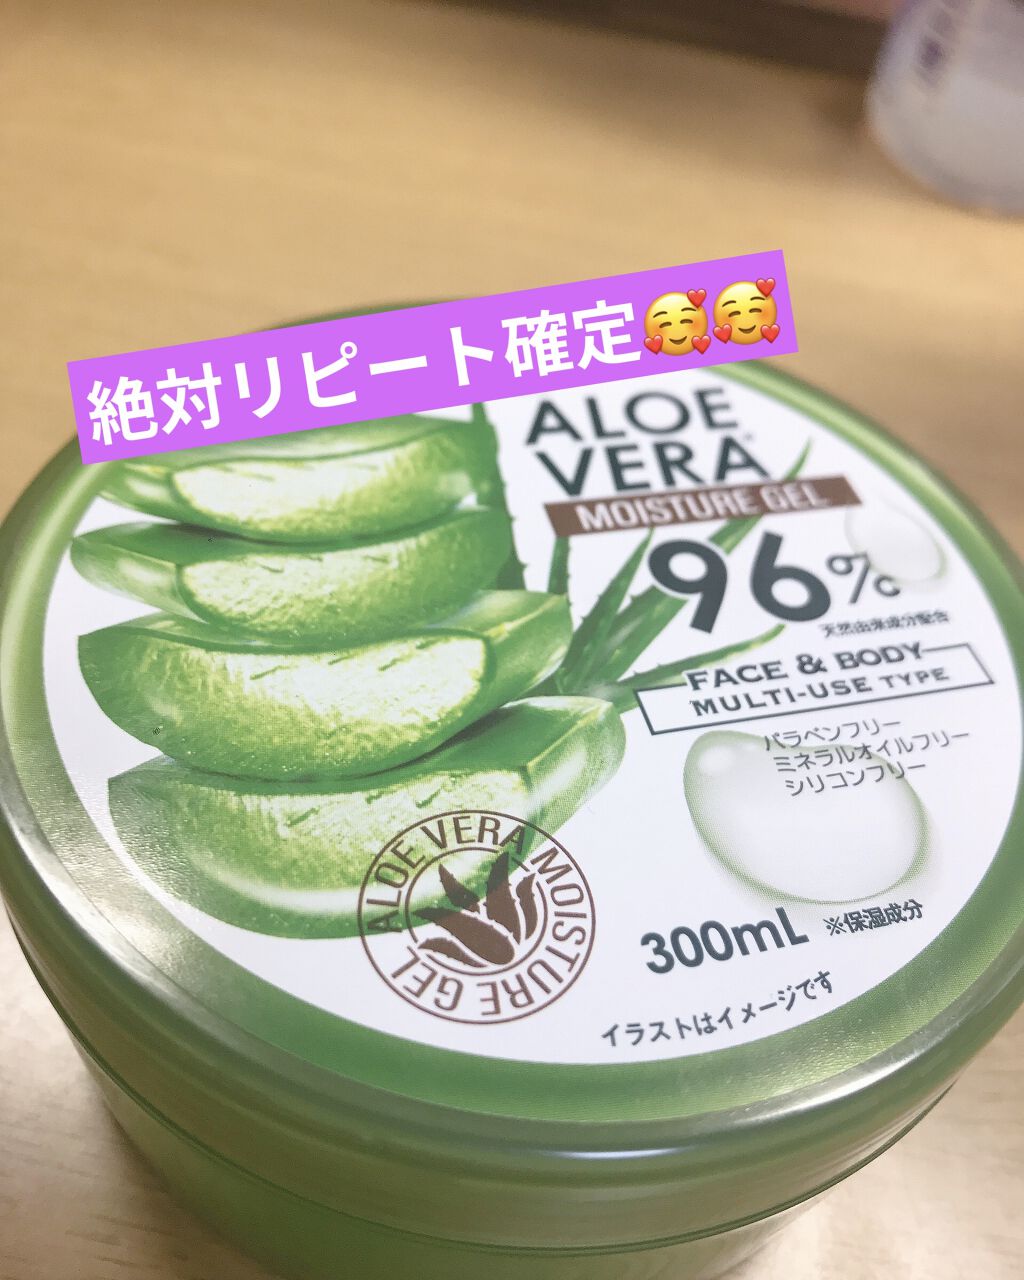 絶対リピート確定🥰🥰
ALOE
VERA
MOISTURE GEL
96%
天然由来成分配合
FACE & BODY
MULTI-USE TYPE
パラベンフリー
ミネラルオイルフリー
シリコンフリー
ALOE VERA MOISTURE GEL
300mL ※保湿成分
イラストはイメージです